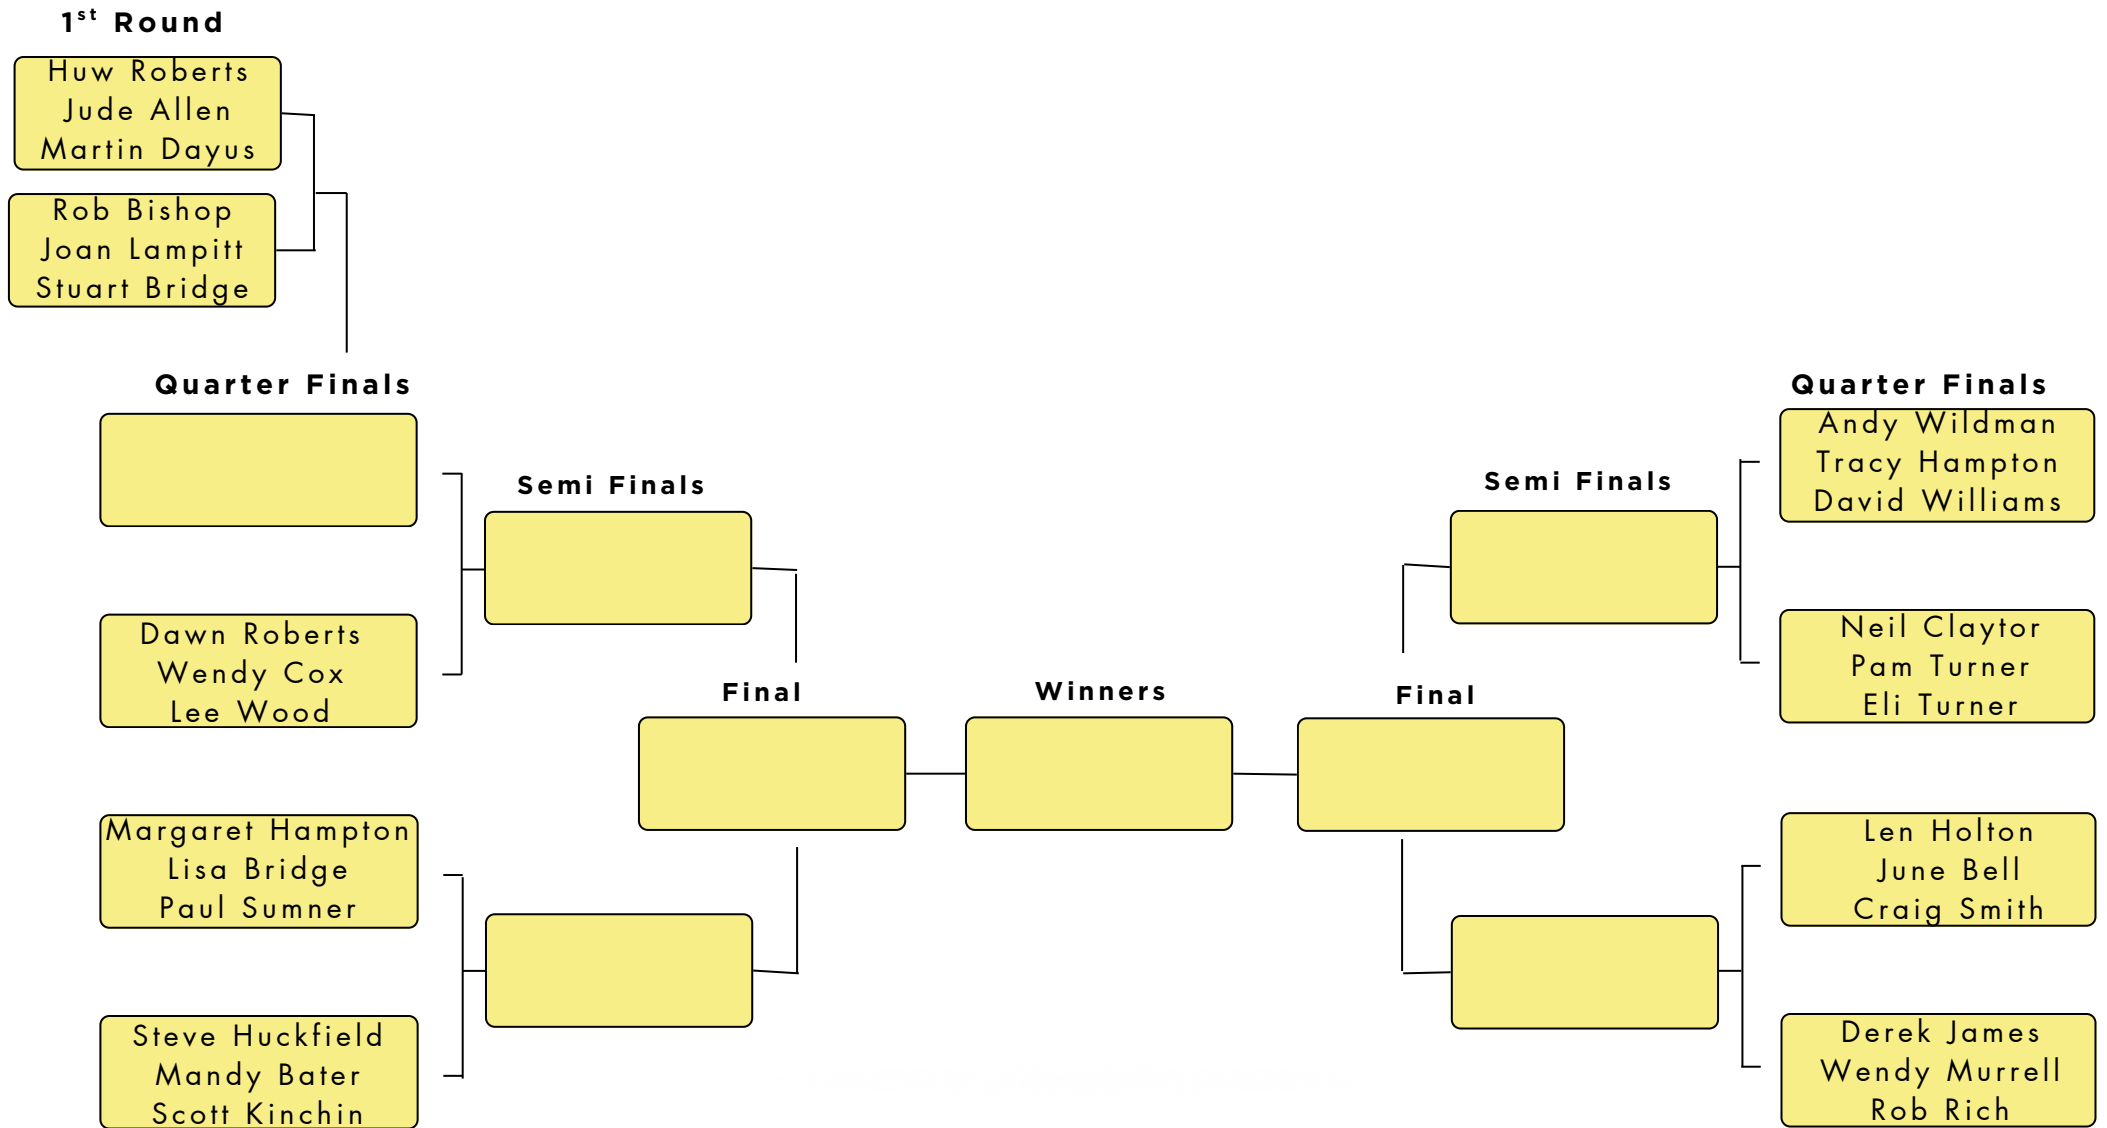 1st Round
Huw Roberts
Jude Allen
Martin Dayus
Rob Bishop
Joan Lampitt
Stuart Bridge
Quarter Finals
Dawn Roberts
Wendy Cox
Lee Wood
Margaret Hampton
Lisa Bridge
Paul Sumner
Steve Huckfield
Mandy Bater
Scott Kinchin
Semi Finals
Final
Winners
Final
Semi Finals
Quarter Finals
Andy Wildman
Tracy Hampton
David Williams
Neil Claytor
Pam Turner
Eli Turner
Len Holton
June Bell
Craig Smith
Derek James
Wendy Murrell
Rob Rich